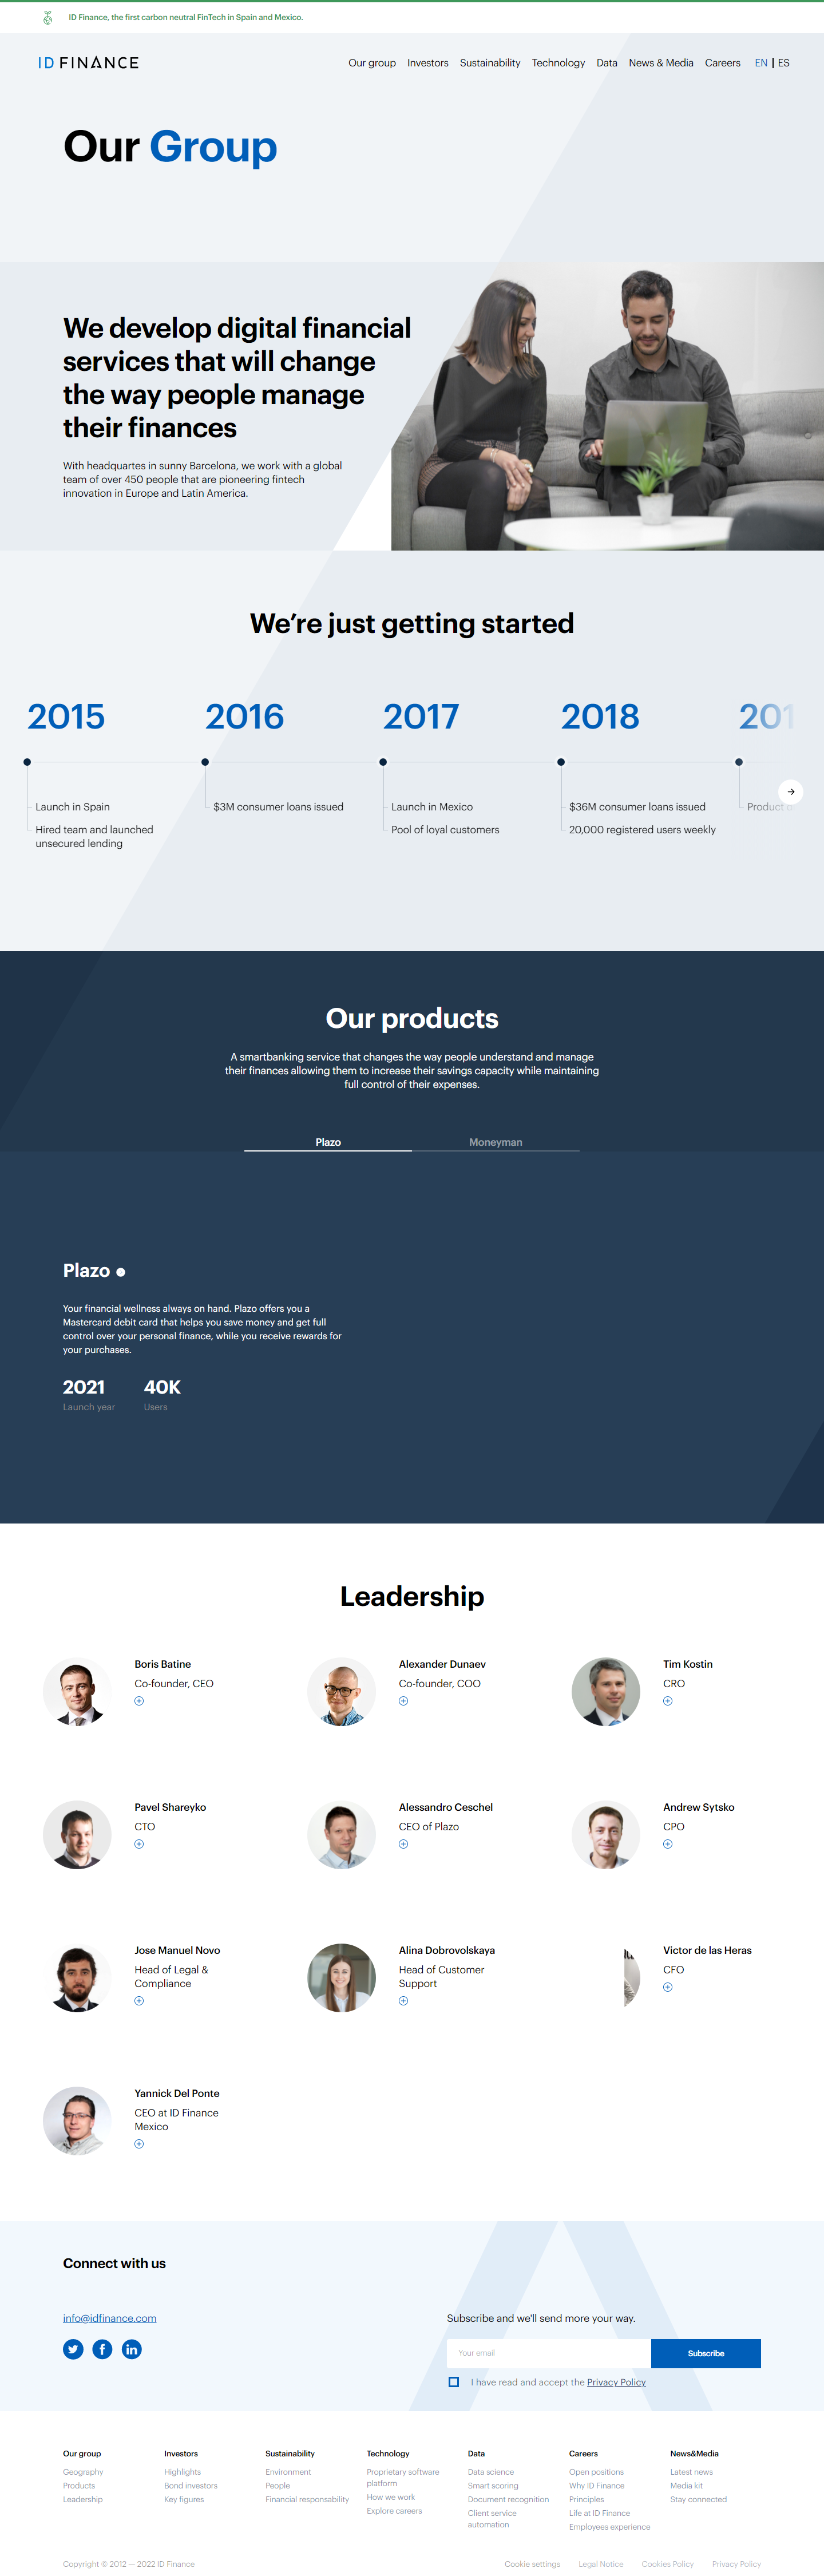 ID Finance, the first carbon neutral FinTech in Spain and Mexico.
ID FINANCE
Our group Investors Sustainability Technology Data News & Media Careers EN | ES
Our Group
We develop digital financial
services that will change
the way people manage
their finances
With headquartes in sunny Barcelona, we work with a global
team of over 450 people that are pioneering fintech
innovation in Europe and Latin America.
We're just getting started
2015 2016 2017 2018 201
Launch in Spain
Hired team and launched
unsecured lending
$3M consumer loans issued
Launch in Mexico
Pool of loyal customers
$36M consumer loans issued
20,000 registered users weekly
Product
Our products
A smartbanking service that changes the way people understand and manage
their finances allowing them to increase their savings capacity while maintaining
full control of their expenses.
Plazo Moneyman
Plazo
Your financial wellness always on hand. Plazo offers you a
Mastercard debit card that helps you save money and get full
control over your personal finance, while you receive rewards for
your purchases.
2021 40K
Launch year Users
Leadership
Boris Batine
Co-founder, CEO
Alexander Dunaev
Co-founder, COO
Tim Kostin
CRO
Pavel Shareyko
CTO
Alessandro Ceschel
CEO of Plazo
Andrew Sytsko
CPO
Jose Manuel Novo
Head of Legal &
Compliance
Alina Dobrovolskaya
Head of Customer
Support
Victor de las Heras
CFO
Yannick Del Ponte
CEO at ID Finance
Mexico
Connect with us
info@idfinance.com
Subscribe and we'll send more your way.
Your email
Subscribe
I have read and accept the Privacy Policy
Our group
Geography
Products
Leadership
Investors
Highlights
Bond investors
Key figures
Sustainability
Environment
People
Financial responsability
Technology
Proprietary software
platform
How we work
Explore careers
Data
Data science
Smart scoring
Document recognition
Client service
automation
Careers
Open positions
Why ID Finance
Principles
Life at ID Finance
Employees experience
News&Media
Latest news
Media kit
Stay connected
Copyright © 2012 — 2022 ID Finance
Cookie settings Legal Notice Cookies Policy Privacy Policy